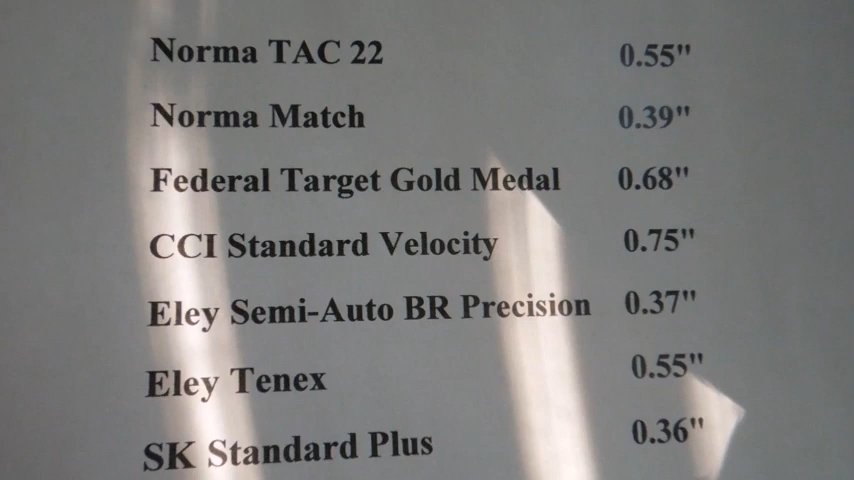 Norma TAC 22 0.55"
Norma Match 0.39"
Federal Target Gold Medal 0.68"
CCI Standard Velocity 0.75"
Eley Semi-Auto BR Precision 0.37"
Eley Tenex 0.55"
SK Standard Plus 0.36"